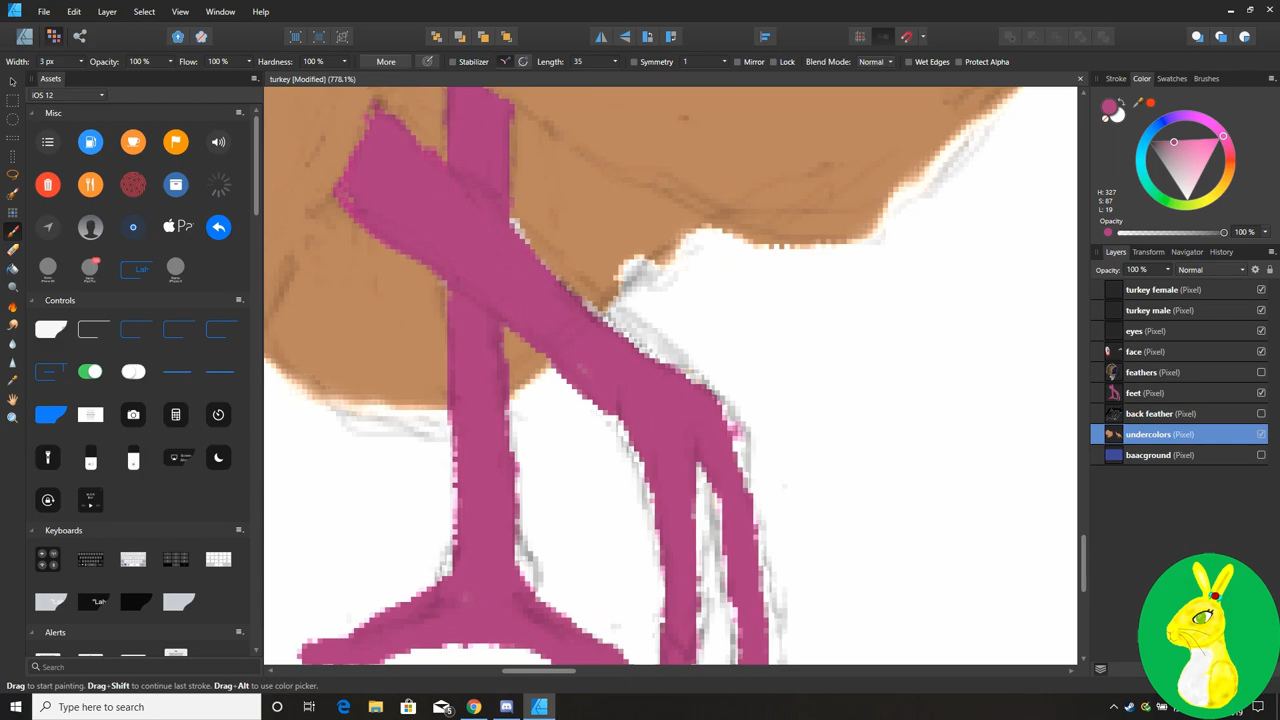 File Edit Layer Select View Window Help
Width: 3 px Opacity: 100 % Flow: 100 % Hardness: 100 % More Stabilizer Length: 35 Symmetry 1 Mirror Lock Blend Mode: Normal Wet Edges Protect Alpha
Assets
turkey [Modified] (778.1%)
Stroke Color Swatches Brushes
iOS 12
Misc
H: 327
S: 87
L: 19
Opacity
100 %
Layers Transform Navigator History
Opacity: 100 % Normal
turkey female (Pixel)
turkey male (Pixel)
eyes (Pixel)
face (Pixel)
feathers (Pixel)
feet (Pixel)
back feather (Pixel)
undercolors (Pixel)
baacground (Pixel)
Controls
Keyboards
Alerts
Search
Drag to start painting. Drag+Shift to continue last stroke. Drag+Alt to use color picker.
Type here to search